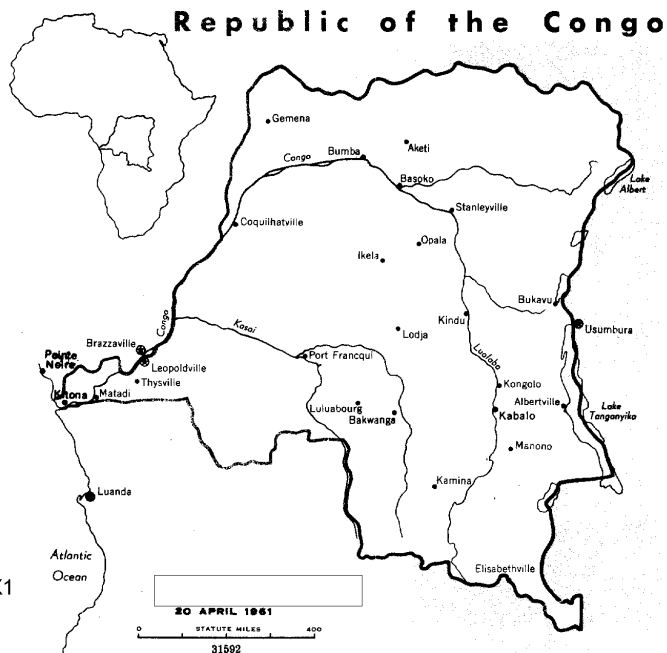 Republic of the Congo
Gemena
Aketi
Bumba
Congo
Basoko
Lake
Albert
Stanleyville
Coquilhatville
Opala
Ikela
Bukavu
Kindu
Usumbura
Congo
Kasai
Lodja
Brazzaville
Lualaba
Pointe
Noire
Port Francqui
Leopoldville
Thysville
Kongolo
Matadi
Kitona
Luluabourg
Albertville
Lake
Tanganyika
Bakwanga
Kabalo
Manono
Kamina
Luanda
Atlantic
Ocean
Elisabethville
20 APRIL 1961
STATUTE MILES
0 400
31592